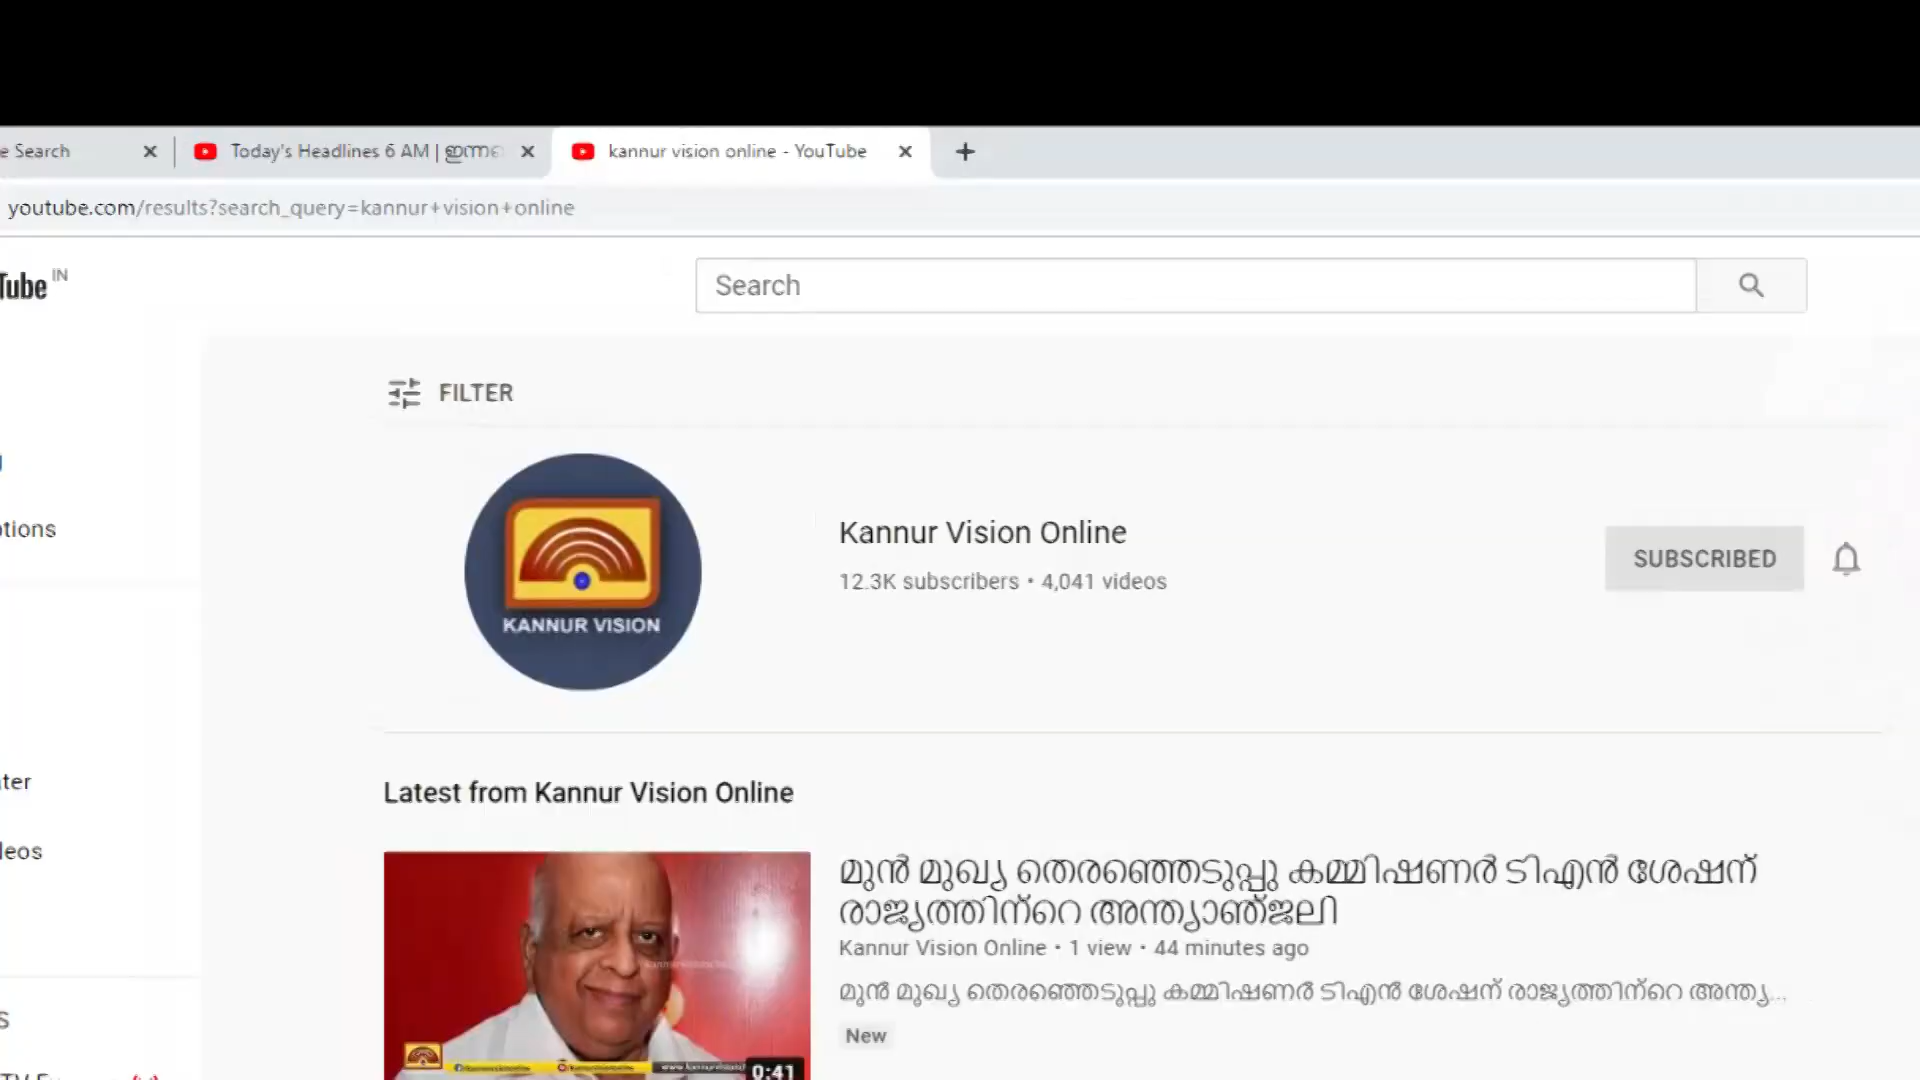 e Search
Today's Headlines 6 AM | ഇന്നത്
kannur vision online - YouTube
youtube.com/results?search_query=kannur+vision+online
Tube IN
Search
FILTER
KANNUR VISION
Kannur Vision Online
12.3K subscribers • 4,041 videos
SUBSCRIBED
Latest from Kannur Vision Online
മുൻ മുഖ്യ തെരഞ്ഞെടുപ്പു കമ്മിഷണർ ടിഎൻ ശേഷന്
രാജ്യത്തിന്റെ അന്ത്യാഞ്ജലി
Kannur Vision Online • 1 view • 44 minutes ago
മുൻ മുഖ്യ തെരഞ്ഞെടുപ്പു കമ്മിഷണർ ടിഎൻ ശേഷന് രാജ്യത്തിന്റെ അന്ത്യ...
New
0:41
otions
ter
leos
S